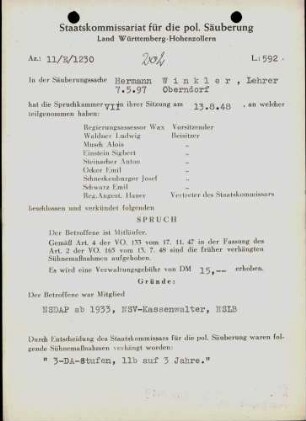 Staatskommissariat für die pol. Säuberung
Land Württemberg-Hohenzollern
Az.: 11/R/1230
L: 592.
In der Säuberungssache Hermann Winkler, Lehrer
7.5.97 Oberndorf
hat die Spruchkammer VII in ihrer Sitzung am 13.8.48 , an welcher
teilgenommen haben:
Regierungsassessor Wax Vorsitzender
Waldner Ludwig Beisitzer
Munck Alois "
Einstein Sigbert "
Steinacher Anton "
Ocker Emil "
Schneckenburger Josef "
Schwarz Emil "
Reg.Angest. Hauer Vertreter des Staatskommissars
beschlossen und verkündet folgenden
SPRUCH
Der Betroffene ist Mitläufer.
Gemäß Art. 4 der VO. 133 vom 17. 11. 47 in der Fassung des
Art. 2 der VO. 165 vom 13. 7. 48 sind die früher verhängten
Sühnemaßnahmen aufgehoben.
Es wird eine Verwaltungsgebühr von DM 15,-- erhoben.
Gründe:
Der Betroffene war Mitglied
NSDAP ab 1933, NSV-Kassenwalter, NSLB
Durch Entscheidung des Staatskommissars für die pol. Säuberung waren fol-
gende Sühnemaßnahmen verhängt worden:
" 3-DA-Stufen, 11b auf 3 Jahre."